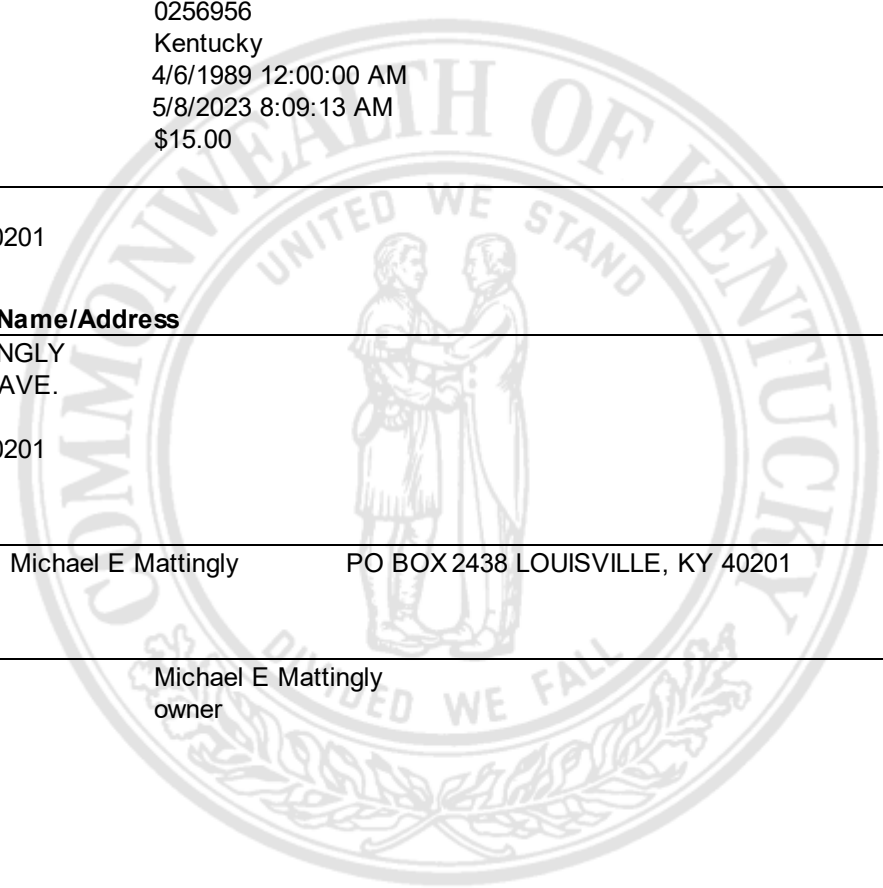 0256956
Kentucky
4/6/1989 12:00:00 AM
5/8/2023 8:09:13 AM
$15.00
0201
Name/Address
NGLY
AVE.
0201
Michael E Mattingly PO BOX 2438 LOUISVILLE, KY 40201
Michael E Mattingly
owner
COMMONWEALTH OF KENTUCKY
UNITED WE STAND
DIVIDED WE FALL